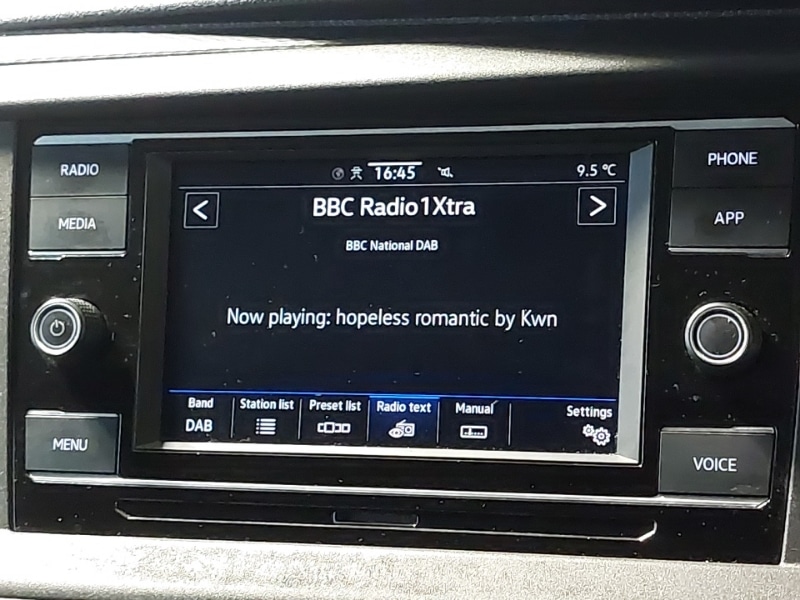 RADIO
MEDIA
MENU
16:45
9.5 °C
<
BBC Radio1Xtra
>
BBC National DAB
Now playing: hopeless romantic by Kwn
Band
DAB
Station list
Preset list
Radio text
Manual
Settings
PHONE
APP
VOICE